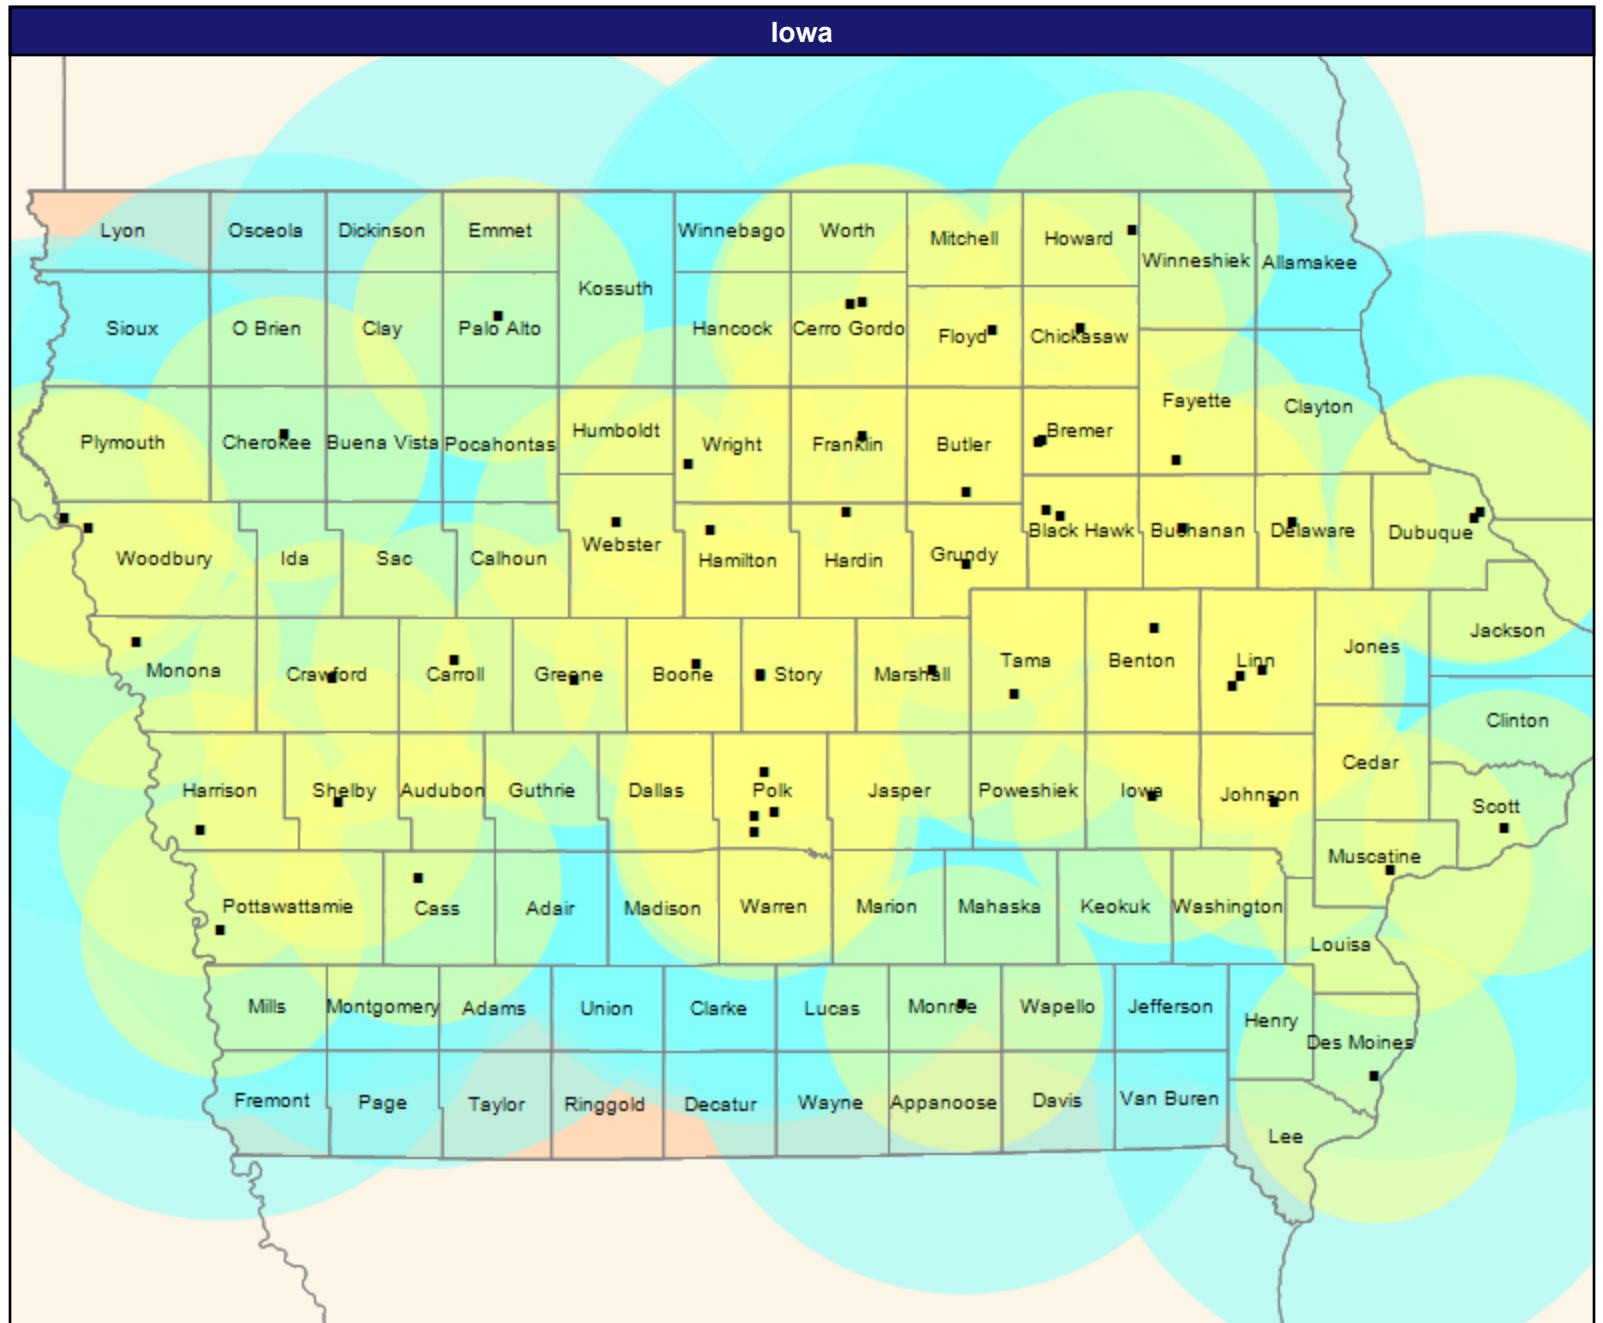 Iowa
Lyon
Osceola
Dickinson
Emmet
Winnebago
Worth
Mitchell
Howard
Winneshiek
Allamakee
Kossuth
Sioux
O Brien
Clay
Palo Alto
Hancock
Cerro Gordo
Floyd
Chickasaw
Fayette
Clayton
Plymouth
Cherokee
Buena Vista
Pocahontas
Humboldt
Wright
Franklin
Butler
Bremer
Woodbury
Ida
Sac
Calhoun
Webster
Hamilton
Hardin
Grundy
Black Hawk
Buchanan
Delaware
Dubuque
Monona
Crawford
Carroll
Greene
Boone
Story
Marshall
Tama
Benton
Linn
Jones
Jackson
Clinton
Harrison
Shelby
Audubon
Guthrie
Dallas
Polk
Jasper
Poweshiek
Iowa
Johnson
Cedar
Scott
Muscatine
Pottawattamie
Cass
Adair
Madison
Warren
Marion
Mahaska
Keokuk
Washington
Louisa
Mills
Montgomery
Adams
Union
Clarke
Lucas
Monroe
Wapello
Jefferson
Henry
Des Moines
Fremont
Page
Taylor
Ringgold
Decatur
Wayne
Appanoose
Davis
Van Buren
Lee